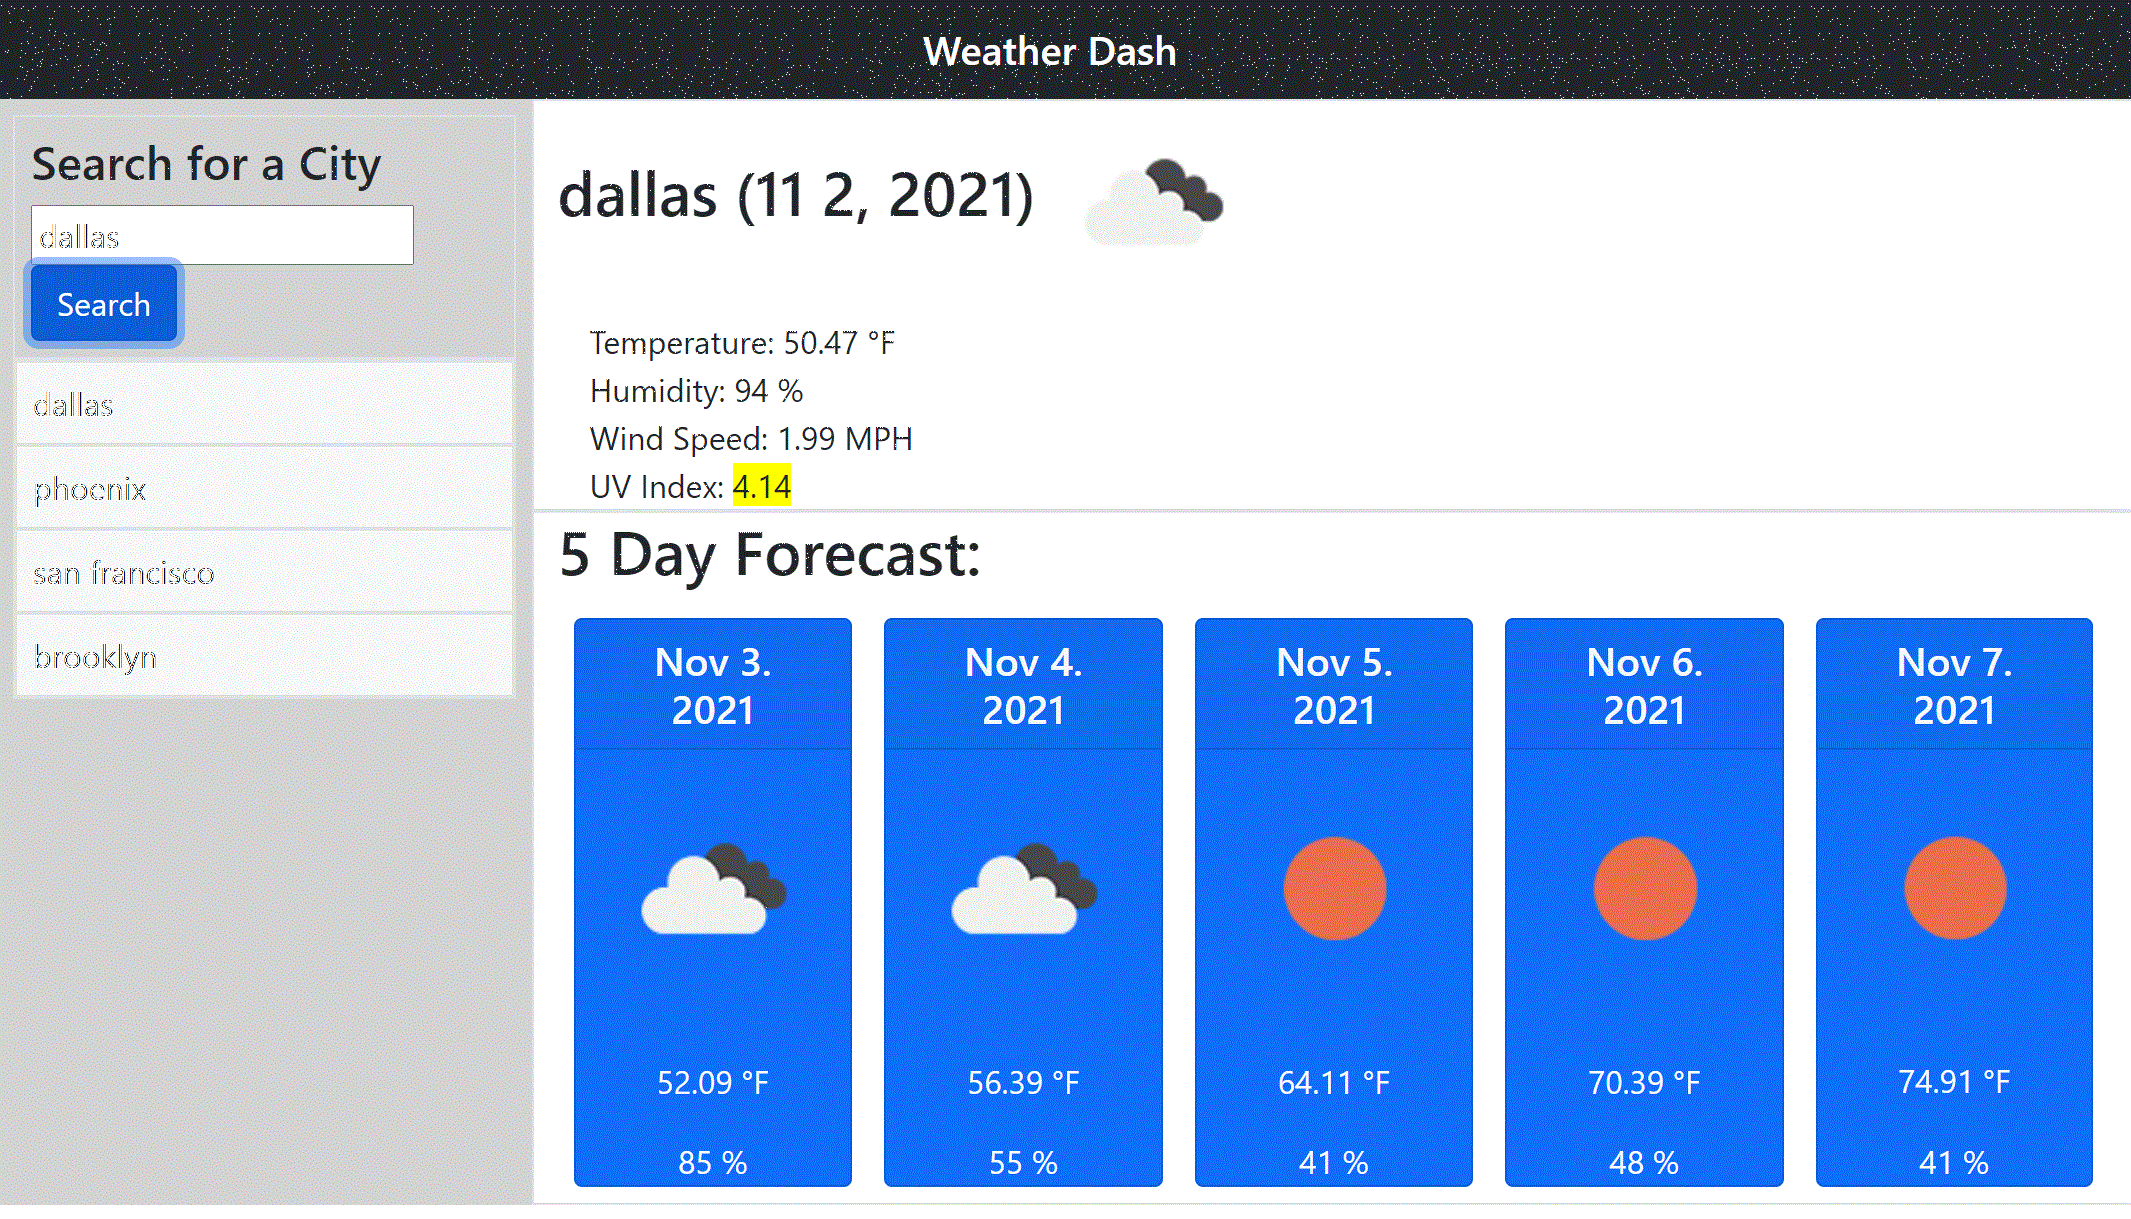 Weather Dash
Search for a City
dallas
Search
dallas
phoenix
san francisco
brooklyn
dallas (11 2, 2021)
Temperature: 50.47 °F
Humidity: 94 %
Wind Speed: 1.99 MPH
UV Index: 4.14
5 Day Forecast:
Nov 3.
2021
52.09 °F
85 %
Nov 4.
2021
56.39 °F
55 %
Nov 5.
2021
64.11 °F
41 %
Nov 6.
2021
70.39 °F
48 %
Nov 7.
2021
74.91 °F
41 %